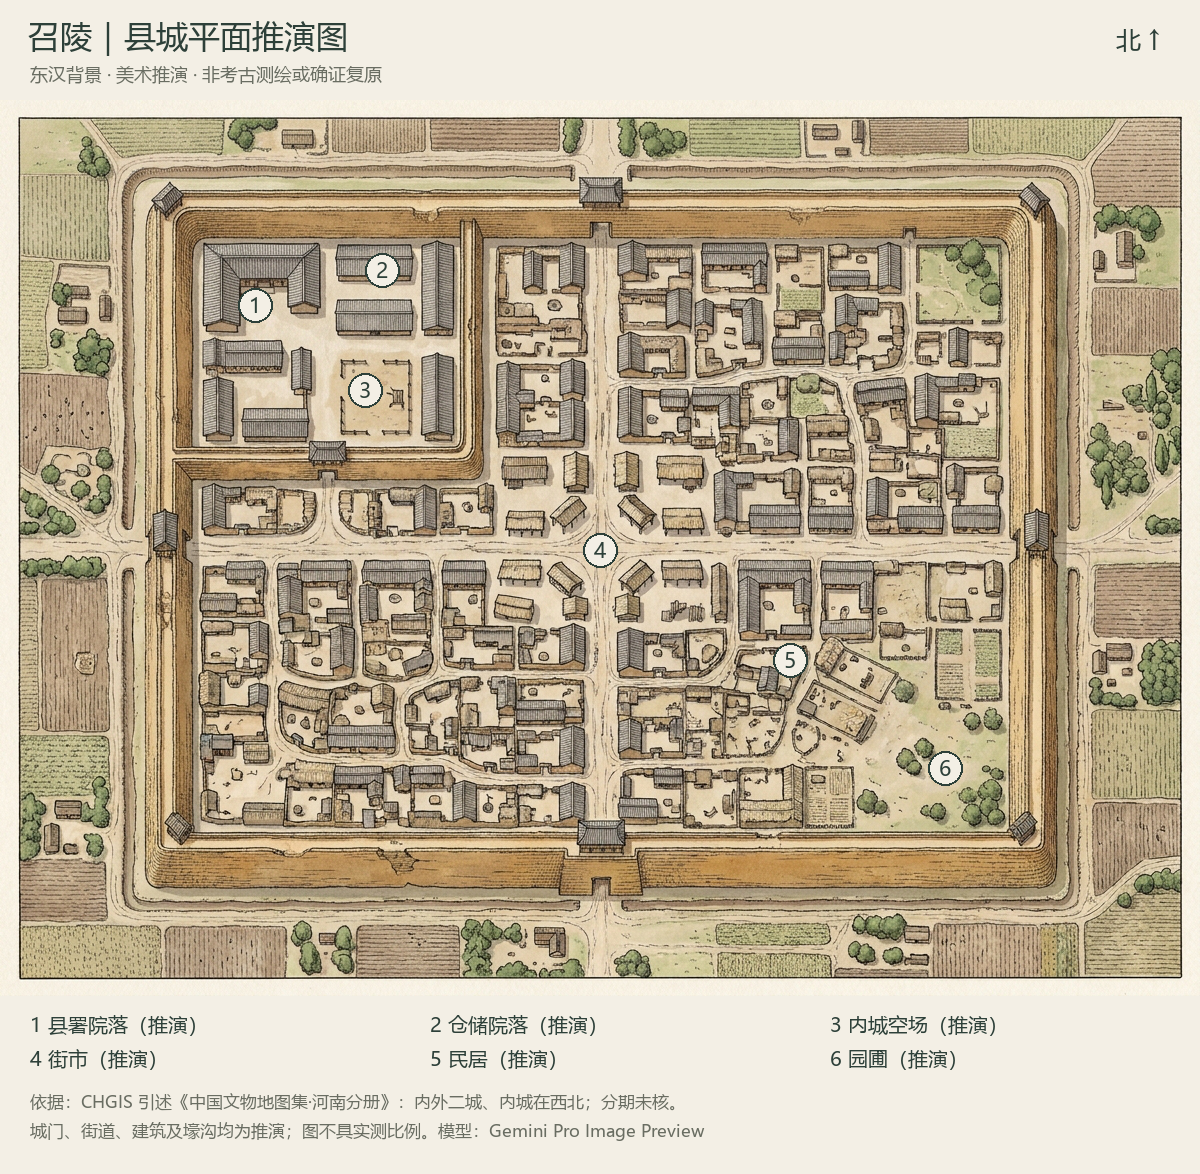 召陵｜县城平面推演图
北↑
东汉背景 · 美术推演 · 非考古测绘或确证复原
1
2
3
4
5
6
1 县署院落（推演）
2 仓储院落（推演）
3 内城空场（推演）
4 街市（推演）
5 民居（推演）
6 园圃（推演）
依据：CHGIS 引述《中国文物地图集·河南分册》：内外二城、内城在西北；分期未核。
城门、街道、建筑及壕沟均为推演；图不具实测比例。模型：Gemini Pro Image Preview